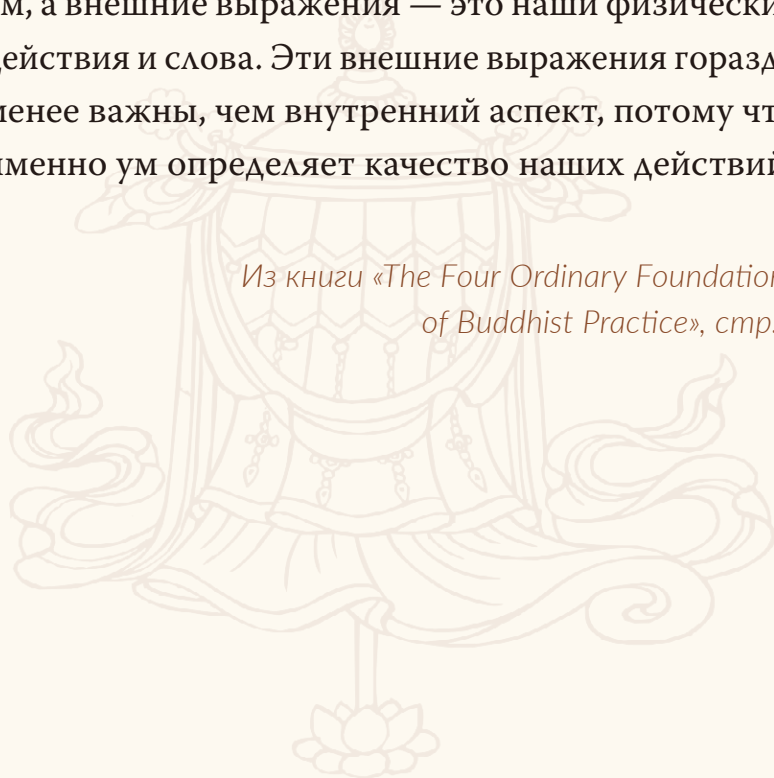 м, а внешние выражения — это наши физически
действия и слова. Эти внешние выражения горазд
менее важны, чем внутренний аспект, потому чт
именно ум определяет качество наших действий
Из книги «The Four Ordinary Foundation
of Buddhist Practice», стр.